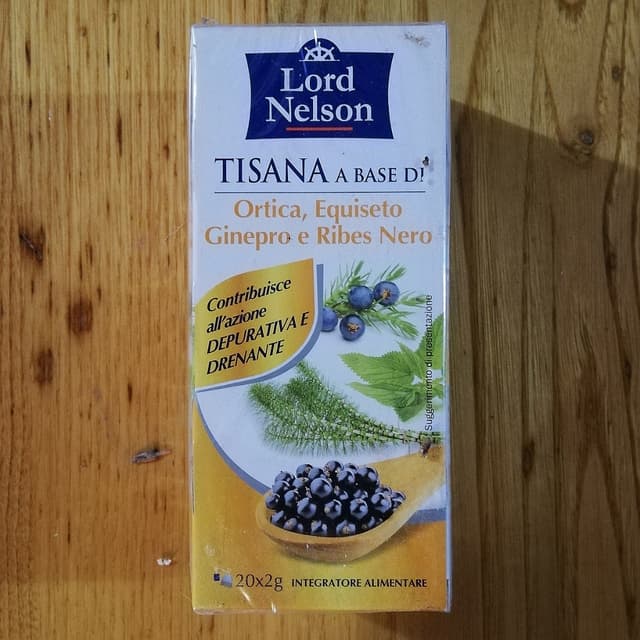 Lord
Nelson
TISANA A BASE DI
Ortica, Equiseto
Ginepro e Ribes Nero
Contribuisce
all'azione
DEPURATIVA E
DRENANTE
Suggerimento di presentazione
20x2g INTEGRATORE ALIMENTARE